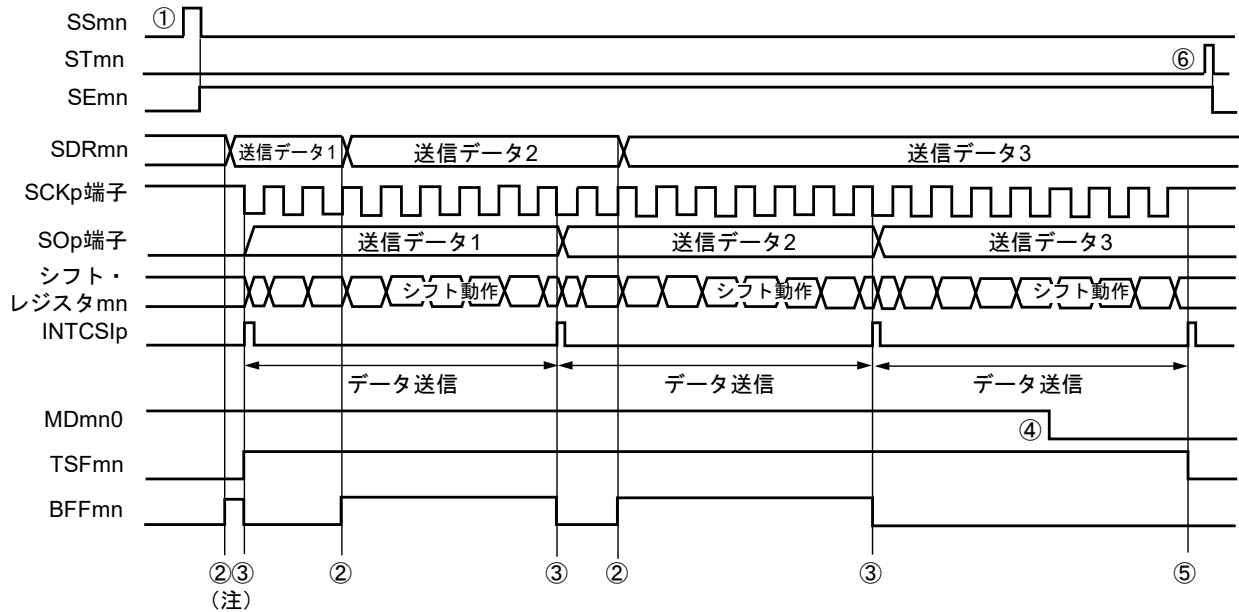 SSmn ①
STmn ⑥
SEmn
SDRmn 送信データ1 送信データ2 送信データ3
SCKp端子
SOp端子 送信データ1 送信データ2 送信データ3
シフト・
レジスタmn シフト動作 シフト動作 シフト動作
INTCSIp
データ送信 データ送信 データ送信
MDmn0 ④
TSFmn
BFFmn
②③ ② ③ ② ③ ⑤
（注）